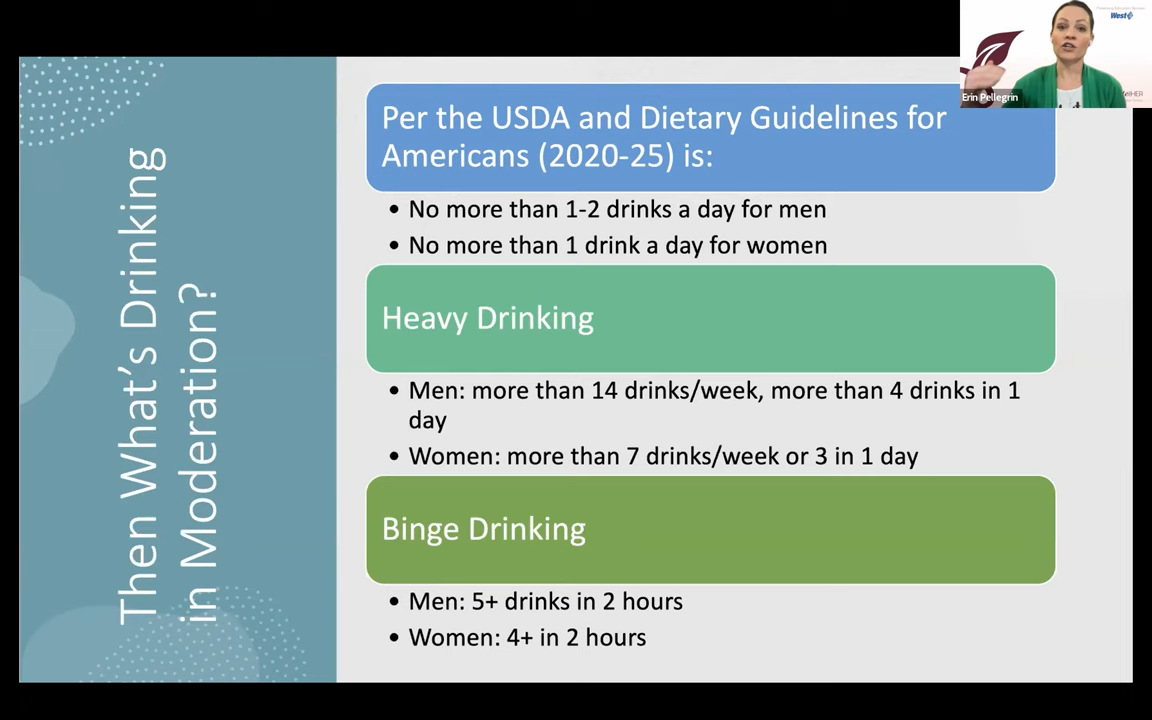 Then What's Drinking
in Moderation?
Per the USDA and Dietary Guidelines for
Americans (2020-25) is:
• No more than 1-2 drinks a day for men
• No more than 1 drink a day for women
Heavy Drinking
• Men: more than 14 drinks/week, more than 4 drinks in 1
day
• Women: more than 7 drinks/week or 3 in 1 day
Binge Drinking
• Men: 5+ drinks in 2 hours
• Women: 4+ in 2 hours
West
Erin Pellegrin